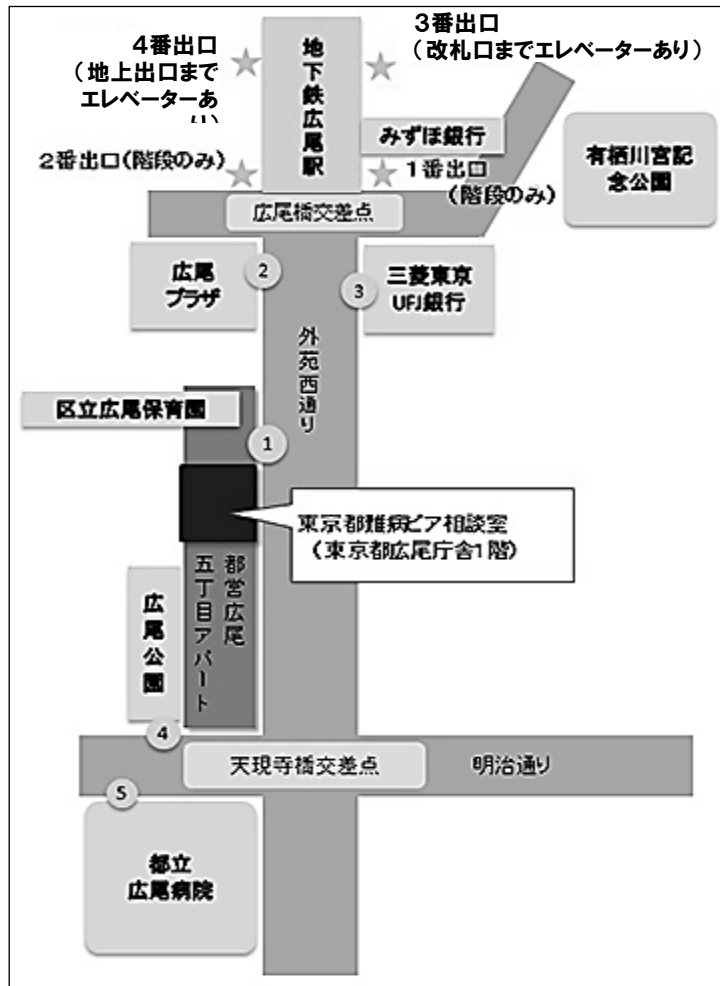 4番出口
(地上出口まで
エレベーターあ
り)
3番出口
(改札口までエレベーターあり)
地下鉄広尾駅
みずほ銀行
有栖川宮記
念公園
2番出口(階段のみ)
1番出口
(階段のみ)
広尾橋交差点
広尾
プラザ
2
3
三菱東京
UFJ銀行
外苑西通り
区立広尾保育園
1
東京都難病ピア相談室
(東京都広尾庁舎1階)
都営広尾
五丁目アパート
広尾公園
4
天現寺橋交差点
明治通り
5
都立
広尾病院